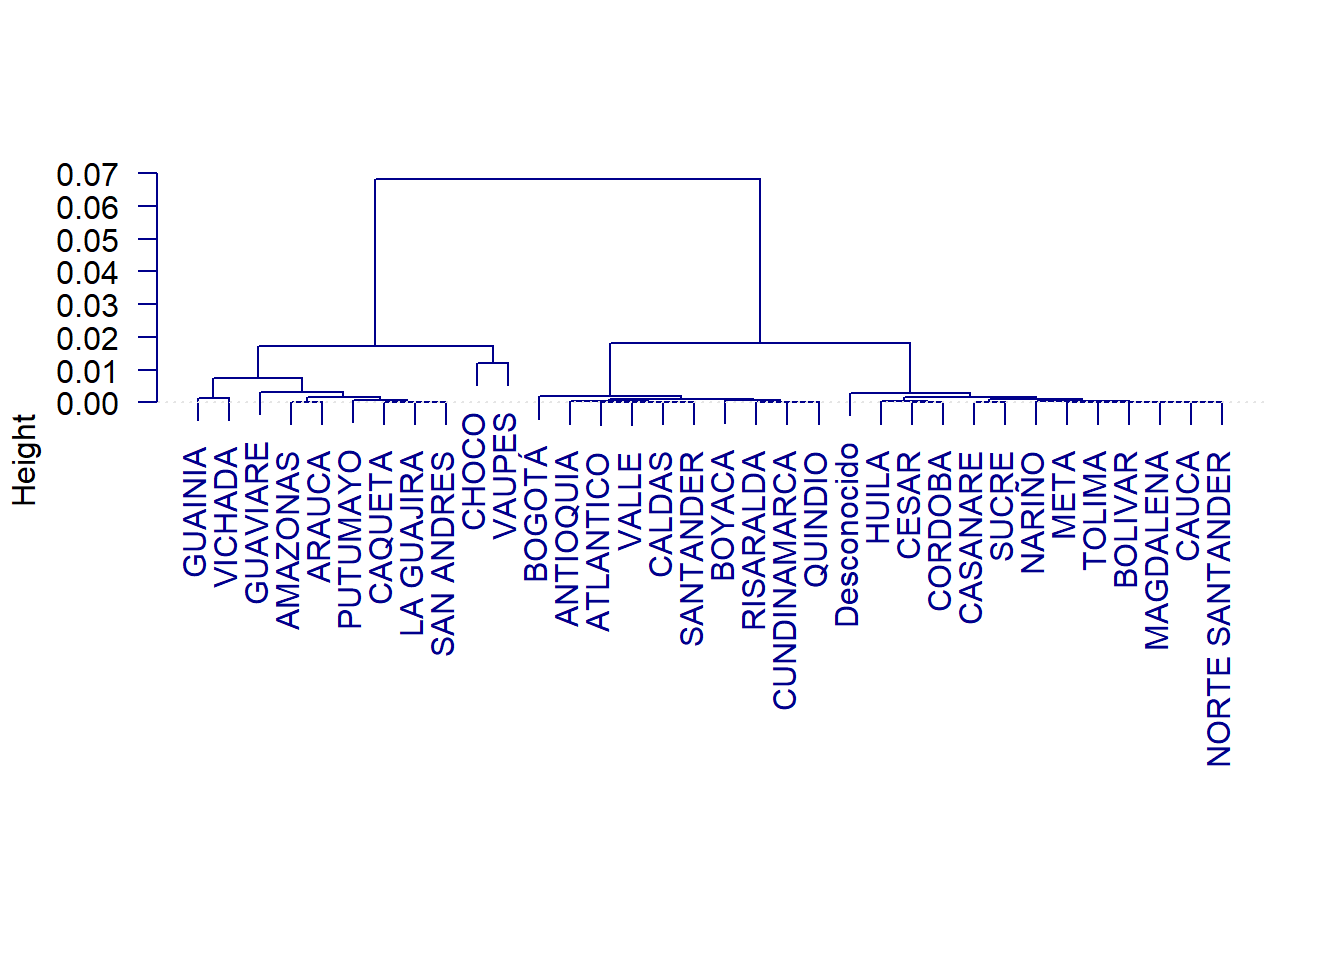 0.07
0.06
0.05
0.04
0.03
0.02
0.01
0.00
Height
GUAINIA
VICHADA
GUAVIARE
AMAZONAS
ARAUCA
PUTUMAYO
CAQUETA
LA GUAJIRA
SAN ANDRES
CHOCO
VAUPÉS
BOGOTÁ
ANTIOQUIA
ATLANTICO
VALLE
CALDAS
SANTANDER
BOYACA
RISARALDA
CUNDINAMARCA
QUINDIO
Desconocido
HUILA
CESAR
CORDOBA
CASANARE
SUCRE
NARIÑO
META
TOLIMA
BOLIVAR
MAGDALENA
CAUCA
NORTE SANTANDER